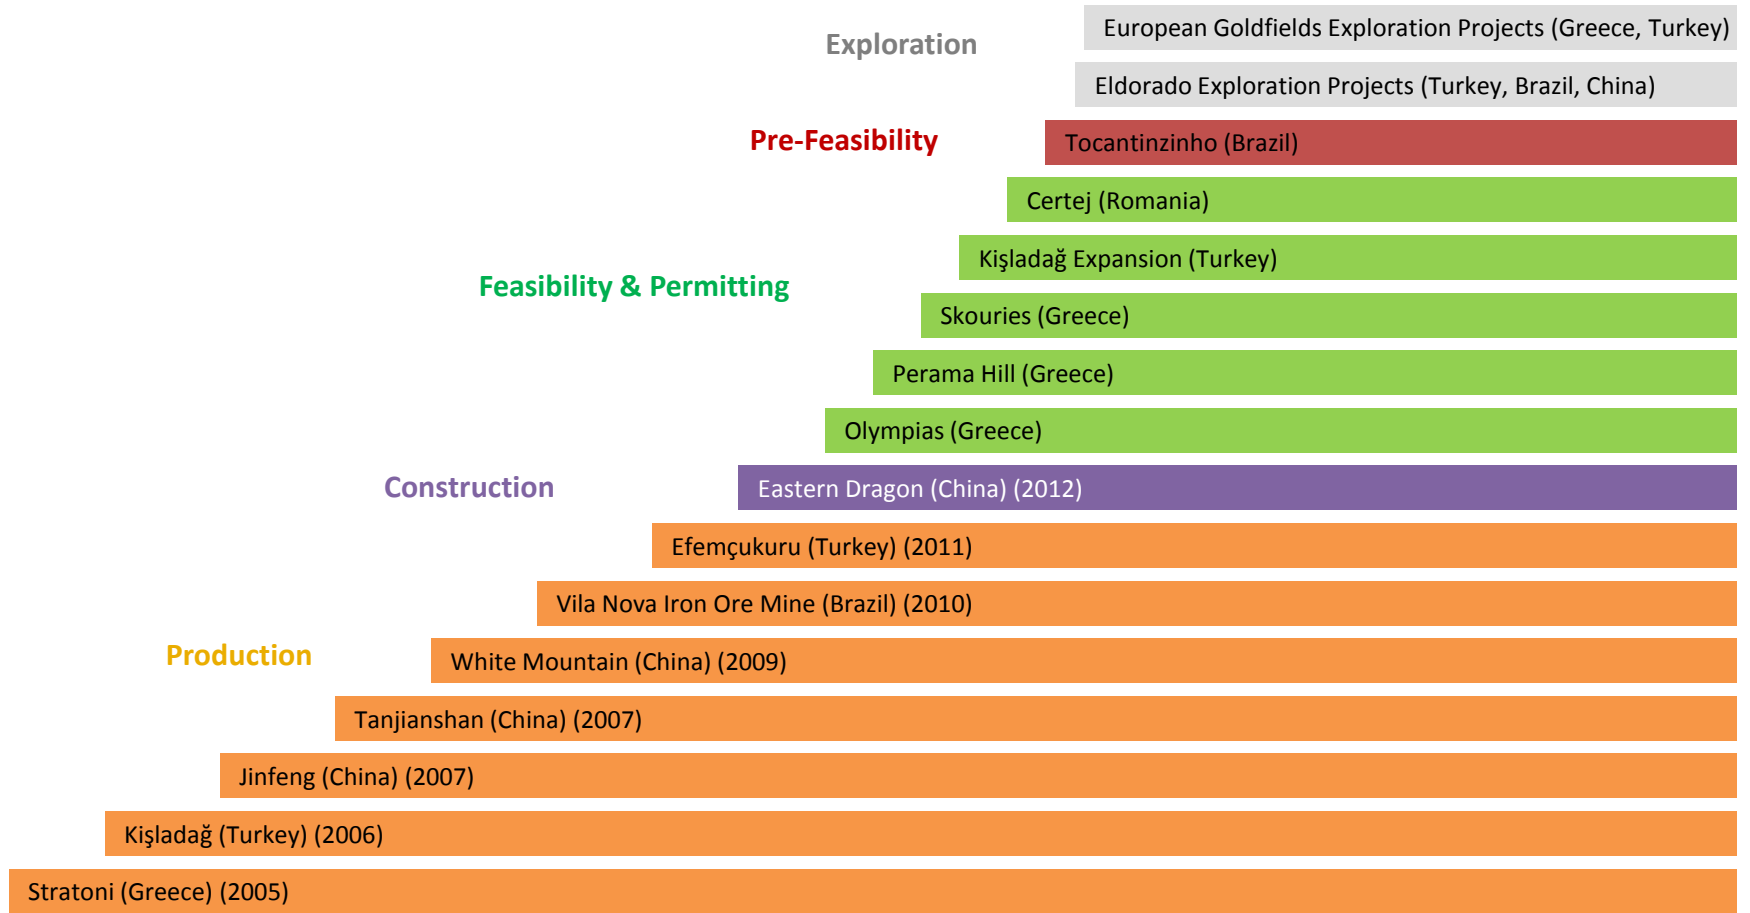 European Goldfields Exploration Projects (Greece, Turkey)
Exploration
Eldorado Exploration Projects (Turkey, Brazil, China)
Pre-Feasibility
Tocantinzinho (Brazil)
Certej (Romania)
Kişladağ Expansion (Turkey)
Feasibility & Permitting
Skouries (Greece)
Perama Hill (Greece)
Olympias (Greece)
Construction
Eastern Dragon (China) (2012)
Efemçukuru (Turkey) (2011)
Vila Nova Iron Ore Mine (Brazil) (2010)
Production
White Mountain (China) (2009)
Tanjianshan (China) (2007)
Jinfeng (China) (2007)
Kişladağ (Turkey) (2006)
Stratoni (Greece) (2005)